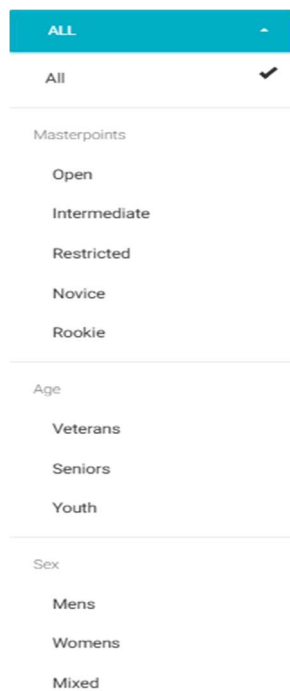 ALL
All
Masterpoints
Open
Intermediate
Restricted
Novice
Rookie
Age
Veterans
Seniors
Youth
Sex
Mens
Womens
Mixed